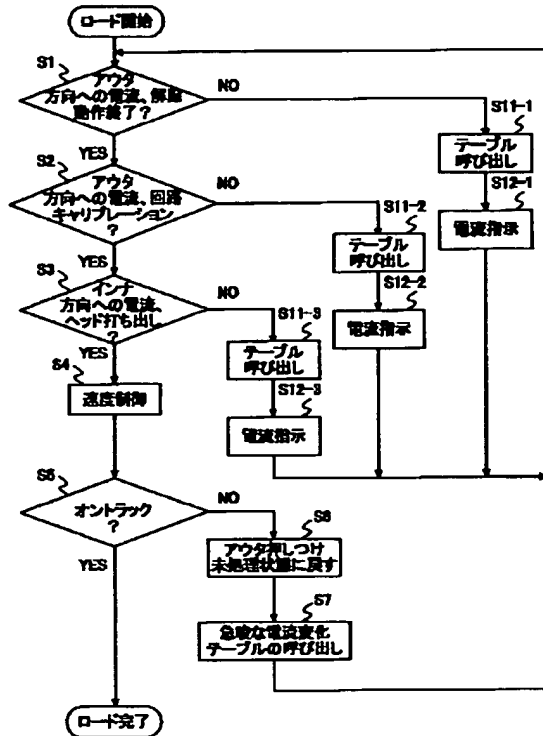 ロード開始
S1
アウタ
方向への電流、解除
動作終了?
NO
YES
S11-1
テーブル
呼び出し
S12-1
電流指示
S2
アウタ
方向への電流、回路
キャリブレーション
?
NO
YES
S11-2
テーブル
呼び出し
S12-2
電流指示
S3
インナ
方向への電流、
ヘッド打ち出し
?
NO
YES
S11-3
テーブル
呼び出し
S12-3
電流指示
S4
速度制御
S5
オントラック
?
NO
YES
S6
アウタ押しつけ
未処理状態に戻す
S7
急峻な電流変化
テーブルの呼び出し
ロード完了